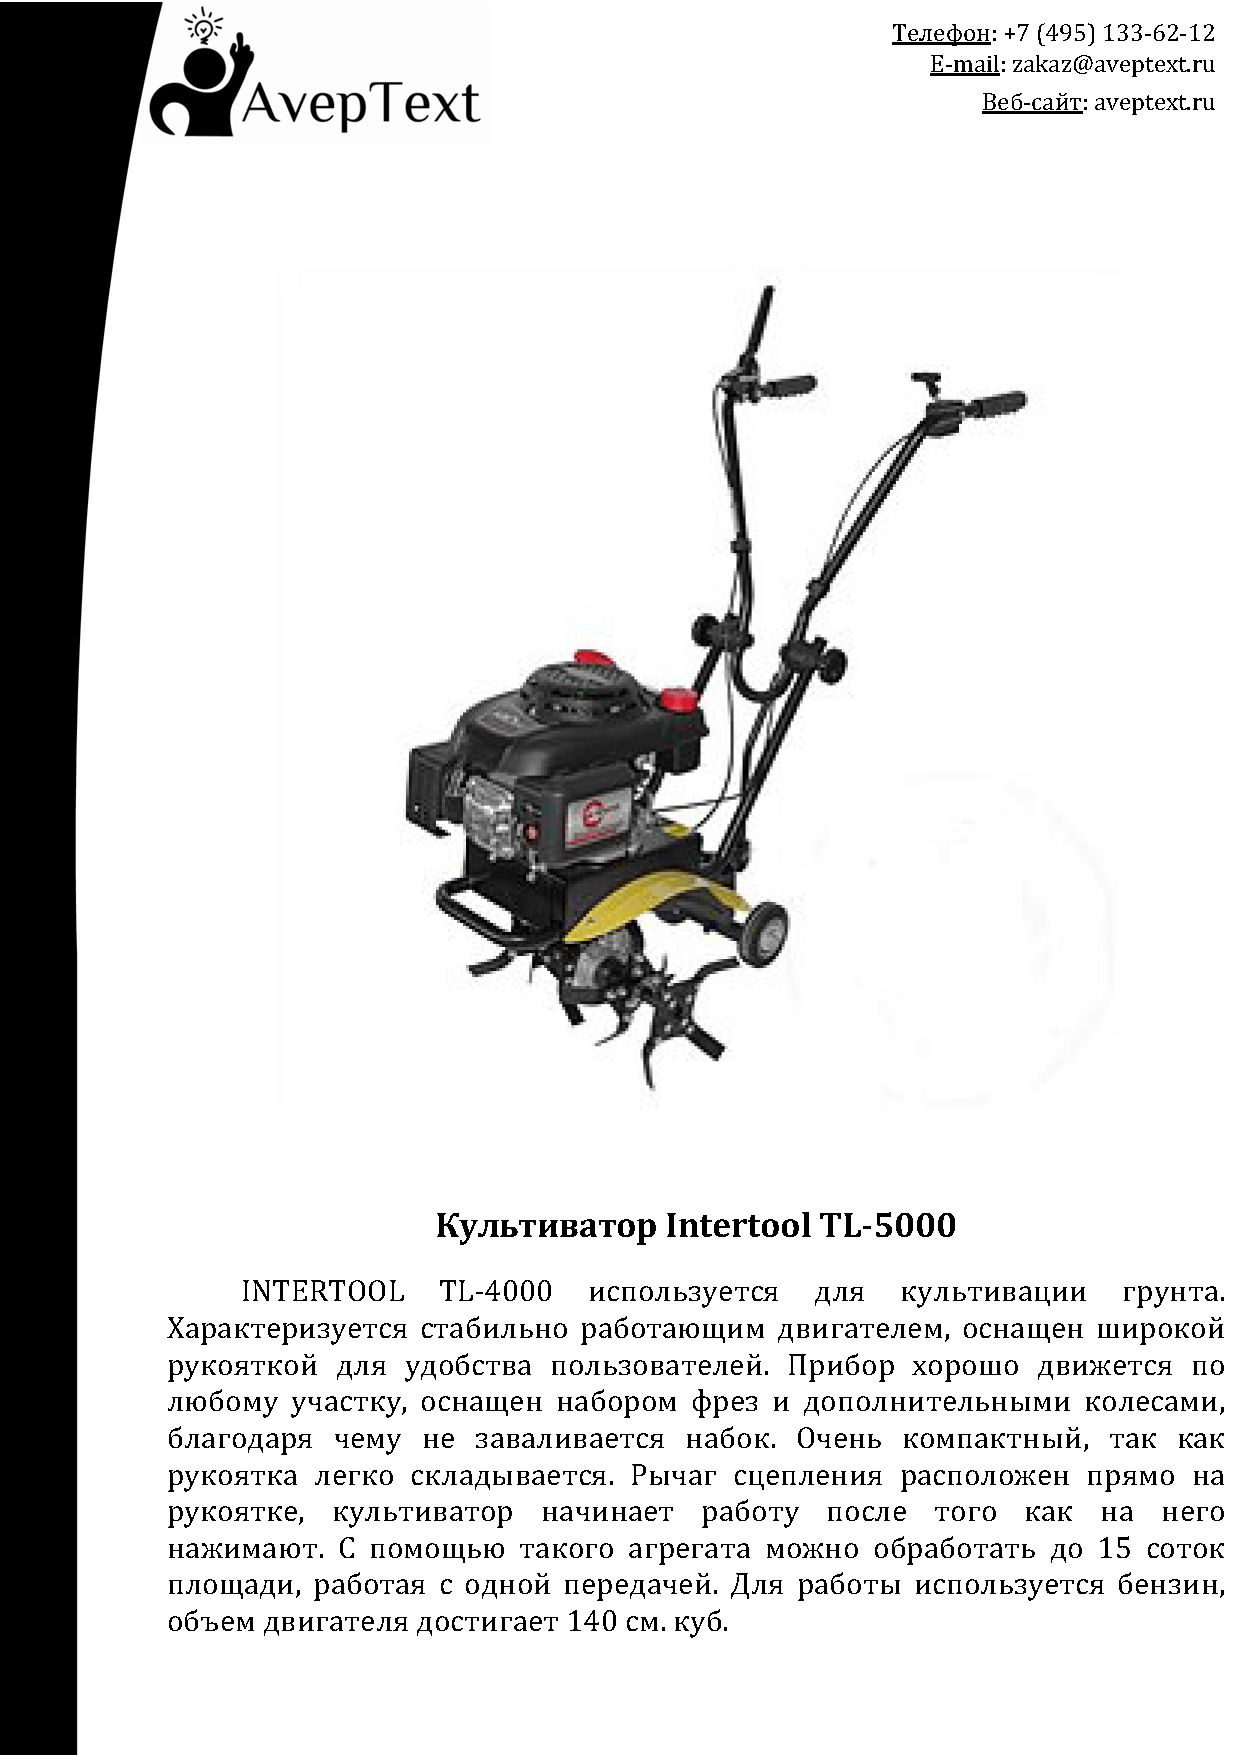 AvepText
Телефон: +7 (495) 133-62-12
E-mail: zakaz@aveptext.ru
Веб-сайт: aveptext.ru
Культиватор Intertool TL-5000
INTERTOOL TL-4000 используется для культивации грунта.
Характеризуется стабильно работающим двигателем, оснащен широкой
рукояткой для удобства пользователей. Прибор хорошо движется по
любому участку, оснащен набором фрез и дополнительными колесами,
благодаря чему не заваливается набок. Очень компактный, так как
рукоятка легко складывается. Рычаг сцепления расположен прямо на
рукоятке, культиватор начинает работу после того как на него
нажимают. С помощью такого агрегата можно обработать до 15 соток
площади, работая с одной передачей. Для работы используется бензин,
объем двигателя достигает 140 см. куб.